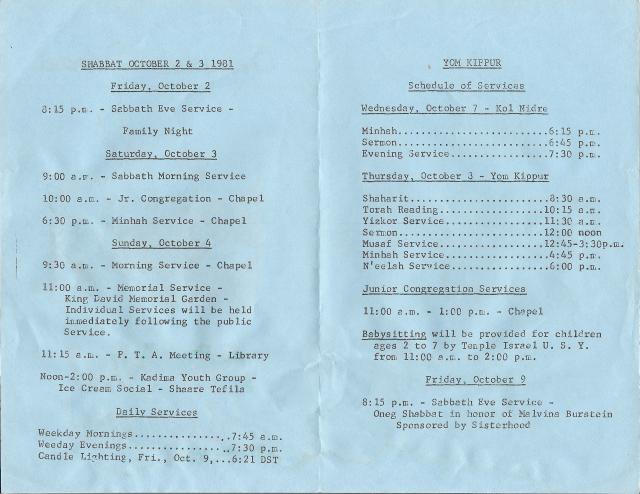 SHABBAT OCTOBER 2 & 3 1981
Friday, October 2
8:15 p.m. - Sabbath Eve Service -
Family Night
Saturday, October 3
9:00 a.m. - Sabbath Morning Service
10:00 a.m. - Jr. Congregation - Chapel
6:30 p.m. - Minhah Service - Chapel
Sunday, October 4
9:30 a.m. - Morning Service - Chapel
11:00 a.m. - Memorial Service -
King David Memorial Garden -
Individual Services will be held
immediately following the public
Service.
11:15 a.m. - P. T. A. Meeting - Library
Noon-2:00 p.m. - Kadima Youth Group -
Ice Cream Social - Shaare Tefila
Daily Services
Weekday Mornings..............7:45 a.m.
Weeday Evenings...............7:30 p.m.
Candle Lighting, Fri., Oct. 9,...6:21 DST
YOM KIPPUR
Schedule of Services
Wednesday, October 7 - Kol Nidre
Minhah.........................6:15 p.m.
Sermon.........................6:45 p.m.
Evening Service................7:30 p.m.
Thursday, October 8 - Yom Kippur
Shaharit.......................8:30 a.m.
Torah Reading..................10:15 a.m.
Yizkor Service.................11:30 a.m.
Sermon.........................12:00 noon
Musaf Service..................12:45-3:30p.m.
Minhah Service.................4:45 p.m.
N'eelah Service................6:00 p.m.
Junior Congregation Services
11:00 a.m. - 1:00 p.m. - Chapel
Babysitting will be provided for children
ages 2 to 7 by Temple Israel U. S. Y.
from 11:00 a.m. to 2:00 p.m.
Friday, October 9
8:15 p.m. - Sabbath Eve Service -
Oneg Shabbat in honor of Malvina Burstein
Sponsored by Sisterhood